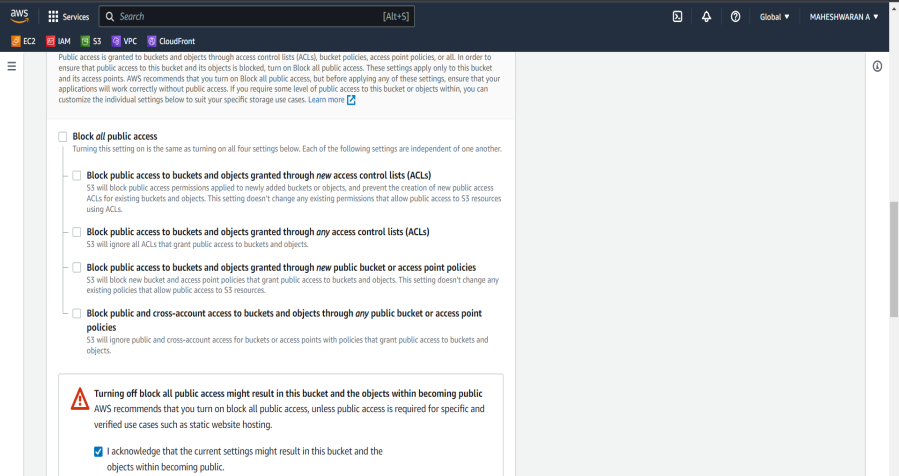 aws
Services
Search
[Alt+S]
Global ▼
MAHESHWARAN A ▼
EC2
IAM
S3
VPC
CloudFront
Public access is granted to buckets and objects through access control lists (ACLs), bucket policies, access point policies, or all. In order to
ensure that public access to this bucket and its objects is blocked, turn on Block all public access. These settings apply only to this bucket
and its access points. AWS recommends that you turn on Block all public access, but before applying any of these settings, ensure that your
applications will work correctly without public access. If you require some level of public access to this bucket or objects within, you can
customize the individual settings below to suit your specific storage use cases. Learn more
Block all public access
Turning this setting on is the same as turning on all four settings below. Each of the following settings are independent of one another.
Block public access to buckets and objects granted through new access control lists (ACLs)
S3 will block public access permissions applied to newly added buckets or objects, and prevent the creation of new public access
ACLs for existing buckets and objects. This setting doesn't change any existing permissions that allow public access to S3 resources
using ACLs.
Block public access to buckets and objects granted through any access control lists (ACLs)
S3 will ignore all ACLs that grant public access to buckets and objects.
Block public access to buckets and objects granted through new public bucket or access point policies
S3 will block new bucket and access point policies that grant public access to buckets and objects. This setting doesn't change any
existing policies that allow public access to S3 resources.
Block public and cross-account access to buckets and objects through any public bucket or access point
policies
S3 will ignore public and cross-account access for buckets or access points with policies that grant public access to buckets and
objects.
Turning off block all public access might result in this bucket and the objects within becoming public
AWS recommends that you turn on block all public access, unless public access is required for specific and
verified use cases such as static website hosting.
I acknowledge that the current settings might result in this bucket and the
objects within becoming public.